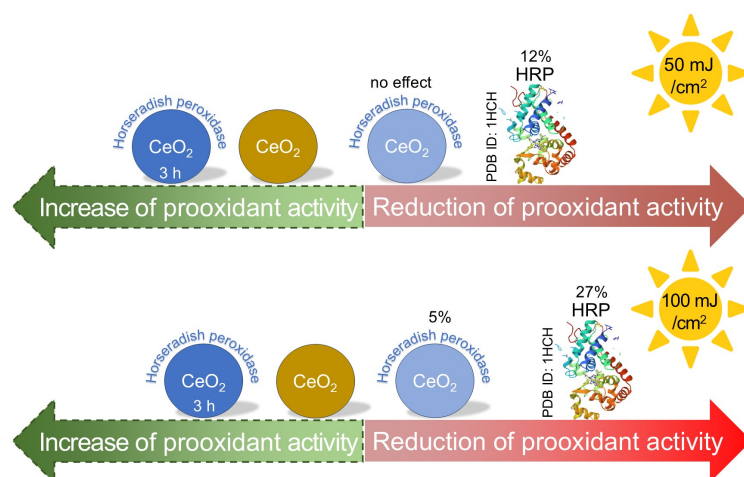 12%
HRP
50 mJ
/cm²
no effect
Horseradish peroxidase
CeO₂
3 h
CeO₂
Horseradish peroxidase
CeO₂
PDB ID: 1HCH
Increase of prooxidant activity
Reduction of prooxidant activity
27%
HRP
100 mJ
/cm²
5%
Horseradish peroxidase
CeO₂
3 h
CeO₂
Horseradish peroxidase
CeO₂
PDB ID: 1HCH
Increase of prooxidant activity
Reduction of prooxidant activity